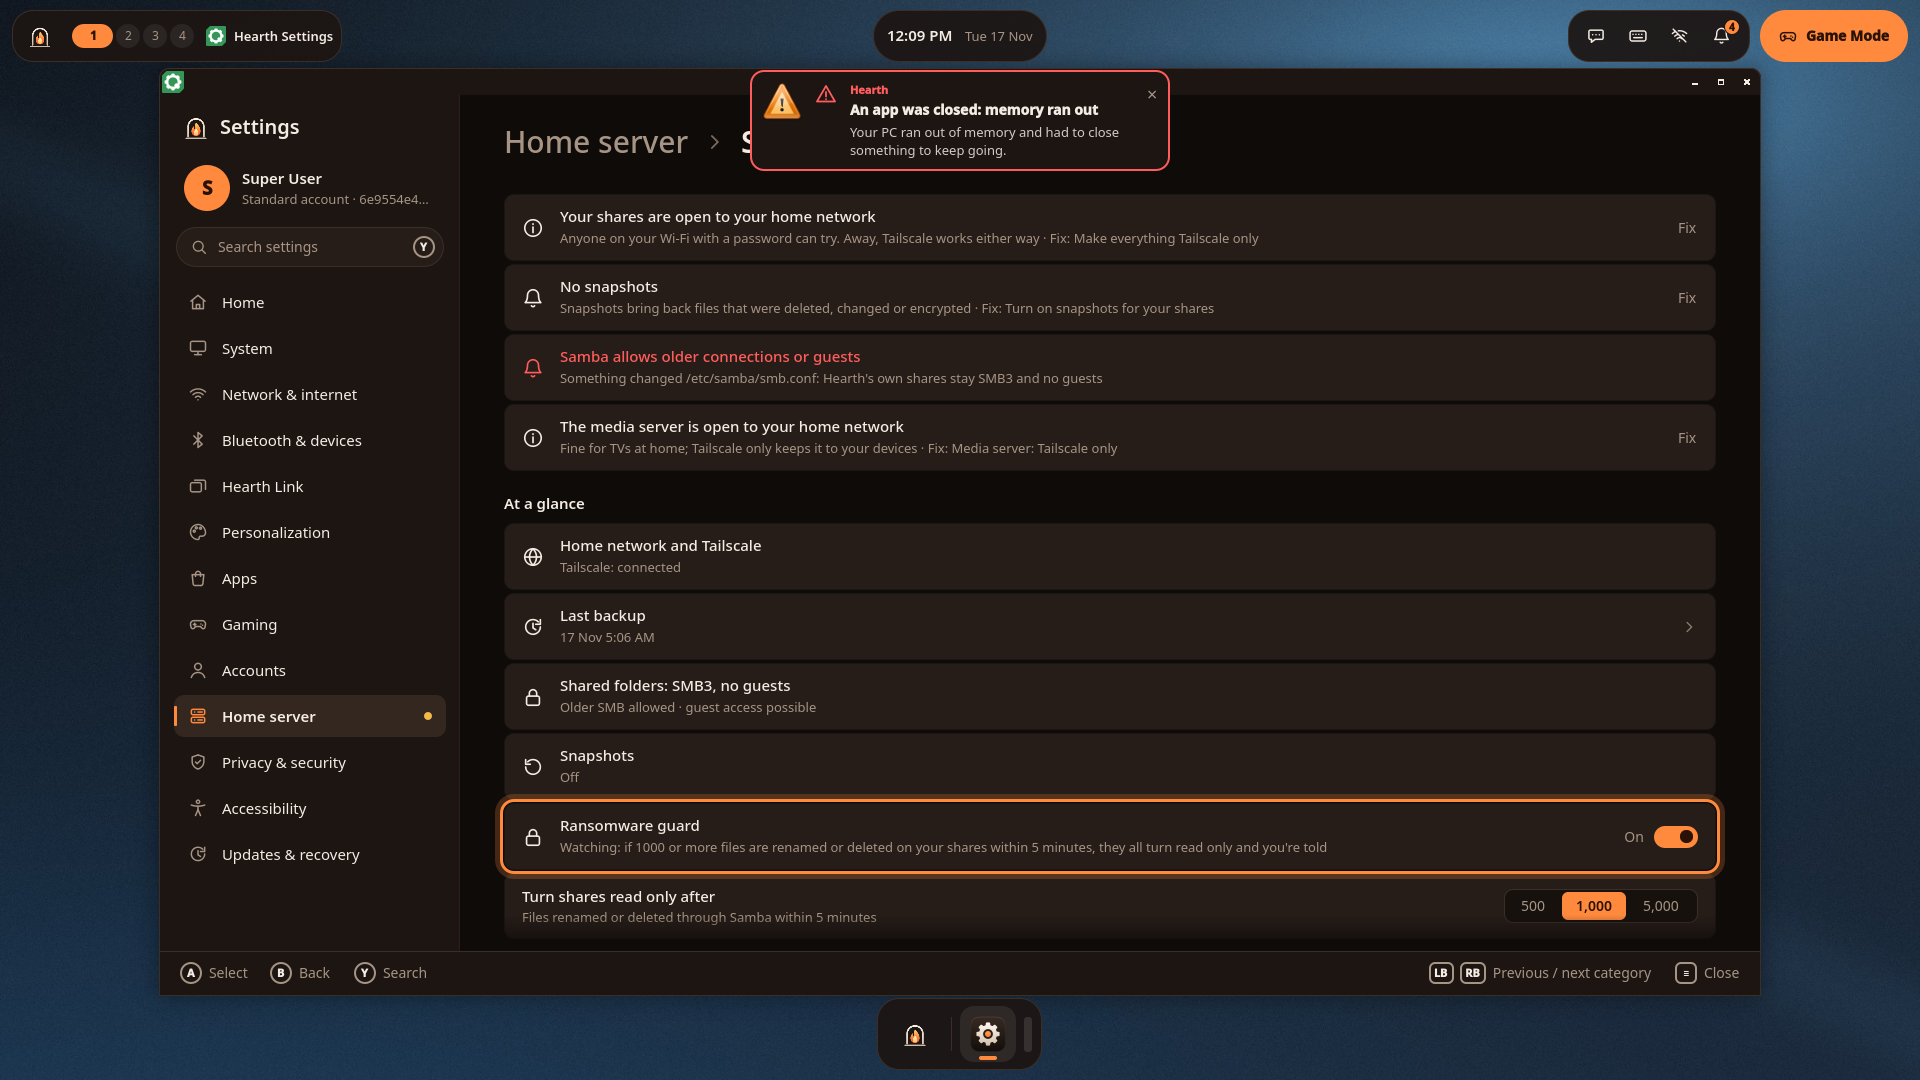 1 2 3 4 Hearth Settings
12:09 PM Tue 17 Nov
4
Game Mode
Hearth
An app was closed: memory ran out
Your PC ran out of memory and had to close
something to keep going.
Settings
Super User
Standard account · 6e9554e4...
Search settings Y
Home
System
Network & internet
Bluetooth & devices
Hearth Link
Personalization
Apps
Gaming
Accounts
Home server
Privacy & security
Accessibility
Updates & recovery
Home server
Your shares are open to your home network
Anyone on your Wi-Fi with a password can try. Away, Tailscale works either way · Fix: Make everything Tailscale only
Fix
No snapshots
Snapshots bring back files that were deleted, changed or encrypted · Fix: Turn on snapshots for your shares
Fix
Samba allows older connections or guests
Something changed /etc/samba/smb.conf: Hearth's own shares stay SMB3 and no guests
The media server is open to your home network
Fine for TVs at home; Tailscale only keeps it to your devices · Fix: Media server: Tailscale only
Fix
At a glance
Home network and Tailscale
Tailscale: connected
Last backup
17 Nov 5:06 AM
Shared folders: SMB3, no guests
Older SMB allowed · guest access possible
Snapshots
Off
Ransomware guard
Watching: if 1000 or more files are renamed or deleted on your shares within 5 minutes, they all turn read only and you're told
On
Turn shares read only after
Files renamed or deleted through Samba within 5 minutes
500 1,000 5,000
A Select B Back Y Search
LB RB Previous / next category Close